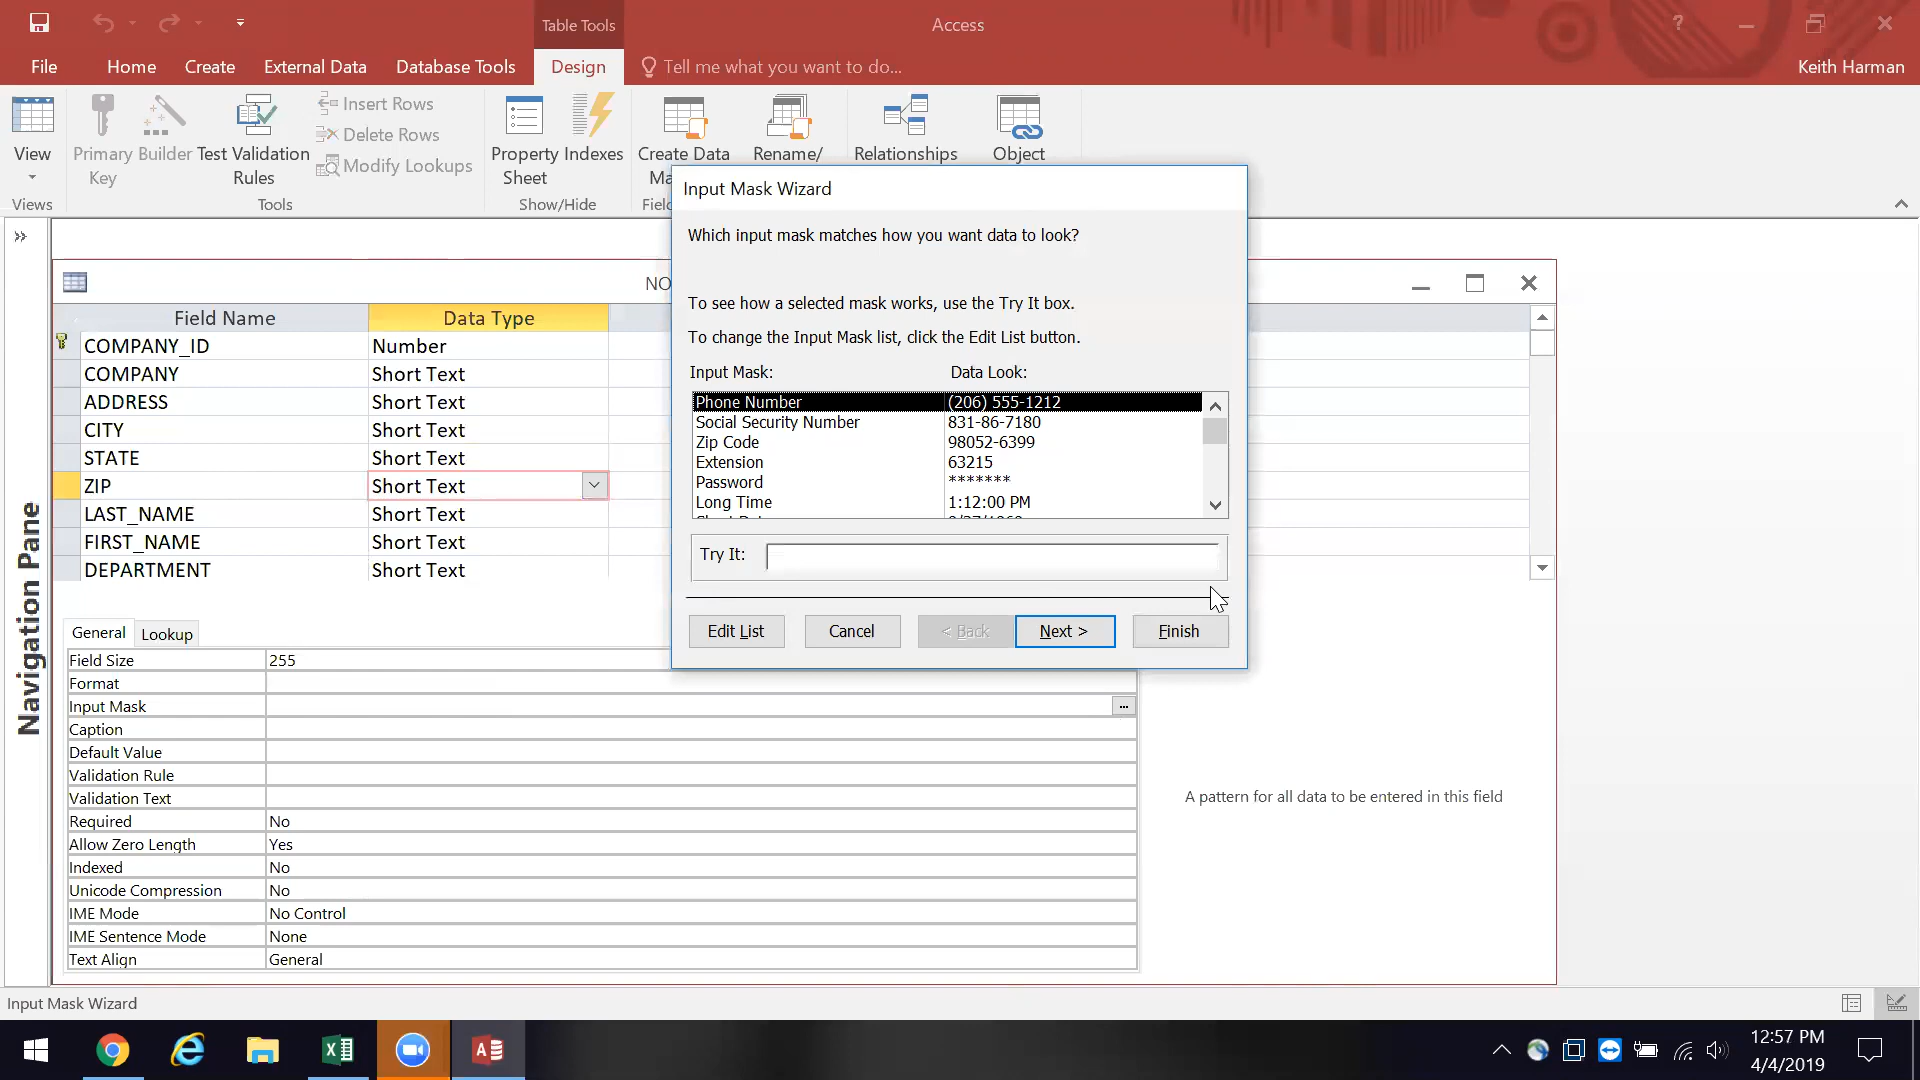 Table Tools
Access
?
File
Home
Create
External Data
Database Tools
Design
Tell me what you want to do...
Keith Harman
View
Primary Key
Builder
Test Validation Rules
Insert Rows
Delete Rows
Modify Lookups
Property Sheet
Indexes
Create Data
Rename/
Relationships
Object
Views
Tools
Show/Hide
Input Mask Wizard
Which input mask matches how you want data to look?
To see how a selected mask works, use the Try It box.
To change the Input Mask list, click the Edit List button.
Input Mask: Data Look:
Phone Number (206) 555-1212
Social Security Number 831-86-7180
Zip Code 98052-6399
Extension 63215
Password *******
Long Time 1:12:00 PM
Try It:
Edit List
Cancel
< Back
Next >
Finish
Navigation Pane
NO
Field Name Data Type
COMPANY_ID Number
COMPANY Short Text
ADDRESS Short Text
CITY Short Text
STATE Short Text
ZIP Short Text
LAST_NAME Short Text
FIRST_NAME Short Text
DEPARTMENT Short Text
General Lookup
Field Size 255
Format
Input Mask ...
Caption
Default Value
Validation Rule
Validation Text
Required No
Allow Zero Length Yes
Indexed No
Unicode Compression No
IME Mode No Control
IME Sentence Mode None
Text Align General
A pattern for all data to be entered in this field
Input Mask Wizard
12:57 PM
4/4/2019